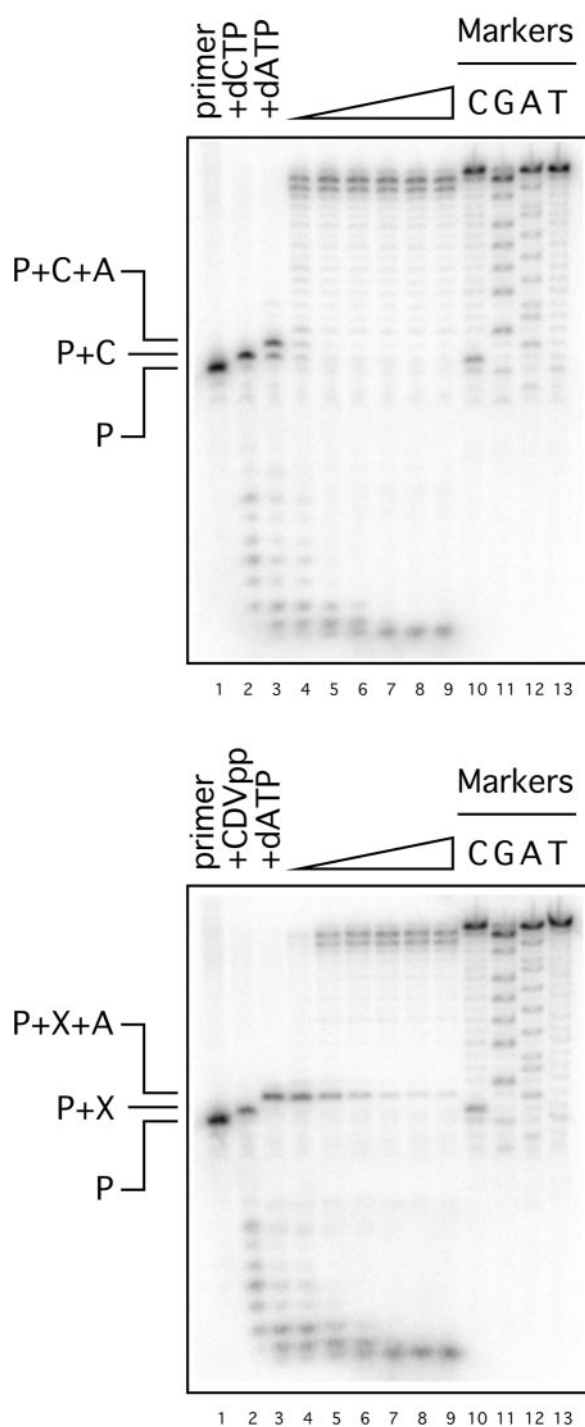 primer
+dCTP
+dATP
Markers
C G A T
P+C+A
P+C
P
1 2 3 4 5 6 7 8 9 10 11 12 13
primer
+CDVpp
+dATP
Markers
C G A T
P+X+A
P+X
P
1 2 3 4 5 6 7 8 9 10 11 12 13